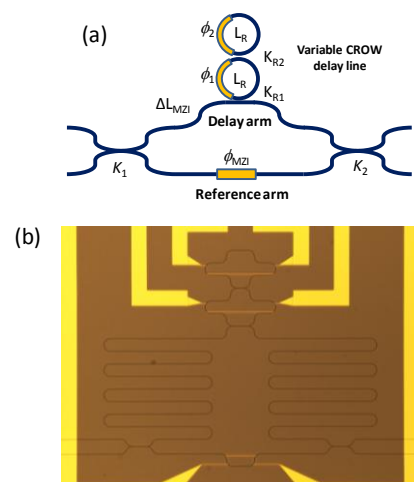 (a)
ϕ2
LR
Variable CROW
delay line
KR2
ϕ1
LR
KR1
ΔLMZI
Delay arm
ϕMZI
K1
K2
Reference arm
(b)